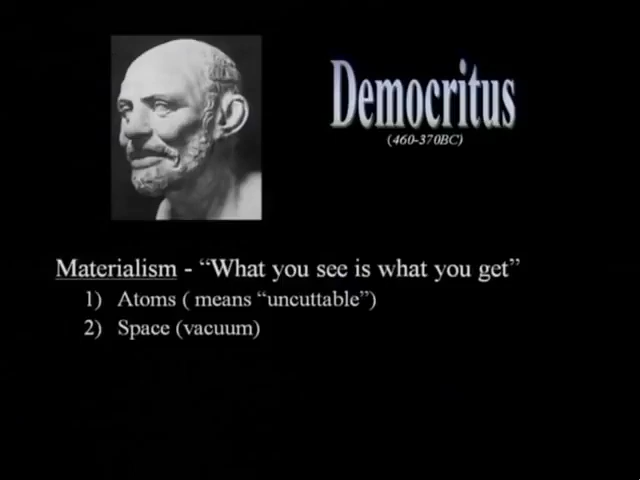 Democritus
(460-370BC)
Materialism - “What you see is what you get”
1) Atoms ( means “uncuttable”)
2) Space (vacuum)